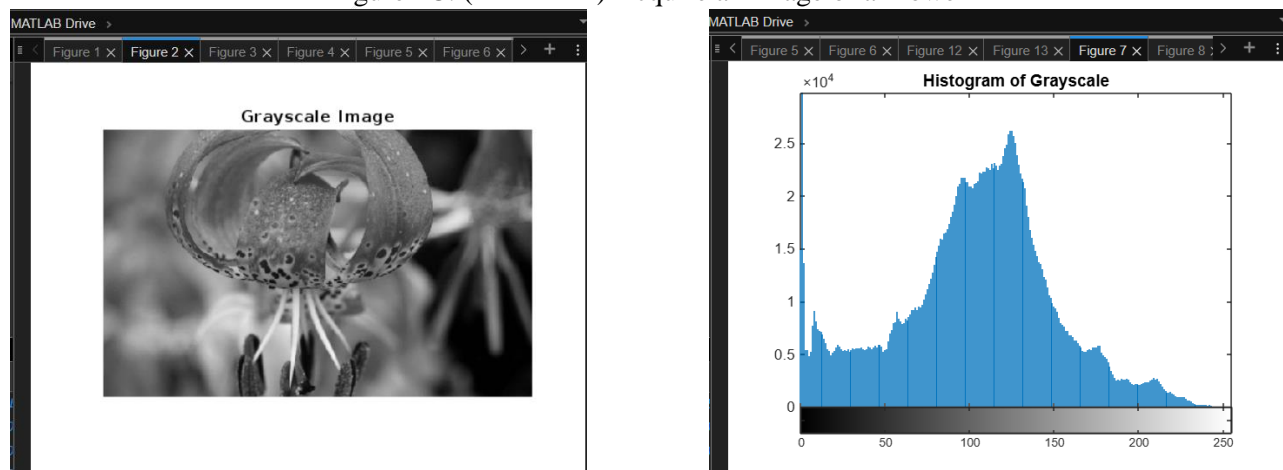 MATLAB Drive >
Figure 1 × Figure 2 × Figure 3 × Figure 4 × Figure 5 × Figure 6 × > +
Grayscale Image
MATLAB Drive >
< Figure 5 × Figure 6 × Figure 12 × Figure 13 × Figure 7 × Figure 8 > +
Histogram of Grayscale
×10⁴
2.5
2
1.5
1
0.5
0
0 50 100 150 200 250